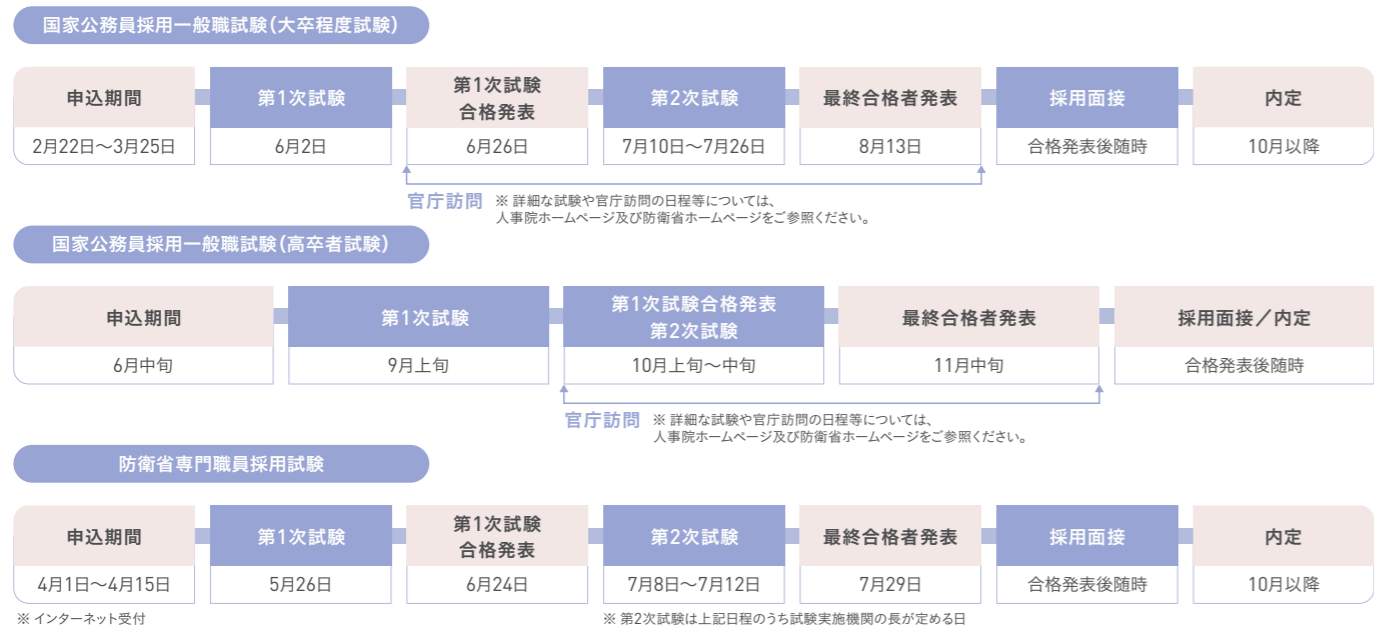 国家公務員採用一般職試験（大卒程度試験）
申込期間
2月22日～3月25日
第1次試験
6月2日
第1次試験
合格発表
6月26日
第2次試験
7月10日～7月26日
最終合格者発表
8月13日
採用面接
合格発表後随時
内定
10月以降
官庁訪問 ※ 詳細な試験や官庁訪問の日程等については、
人事院ホームページ及び防衛省ホームページをご参照ください。
国家公務員採用一般職試験（高卒者試験）
申込期間
6月中旬
第1次試験
9月上旬
第1次試験合格発表
第2次試験
10月上旬～中旬
最終合格者発表
11月中旬
採用面接／内定
合格発表後随時
官庁訪問 ※ 詳細な試験や官庁訪問の日程等については、
人事院ホームページ及び防衛省ホームページをご参照ください。
防衛省専門職員採用試験
申込期間
4月1日～4月15日
※ インターネット受付
第1次試験
5月26日
第1次試験
合格発表
6月24日
第2次試験
7月8日～7月12日
※ 第2次試験は上記日程のうち試験実施機関の長が定める日
最終合格者発表
7月29日
採用面接
合格発表後随時
内定
10月以降